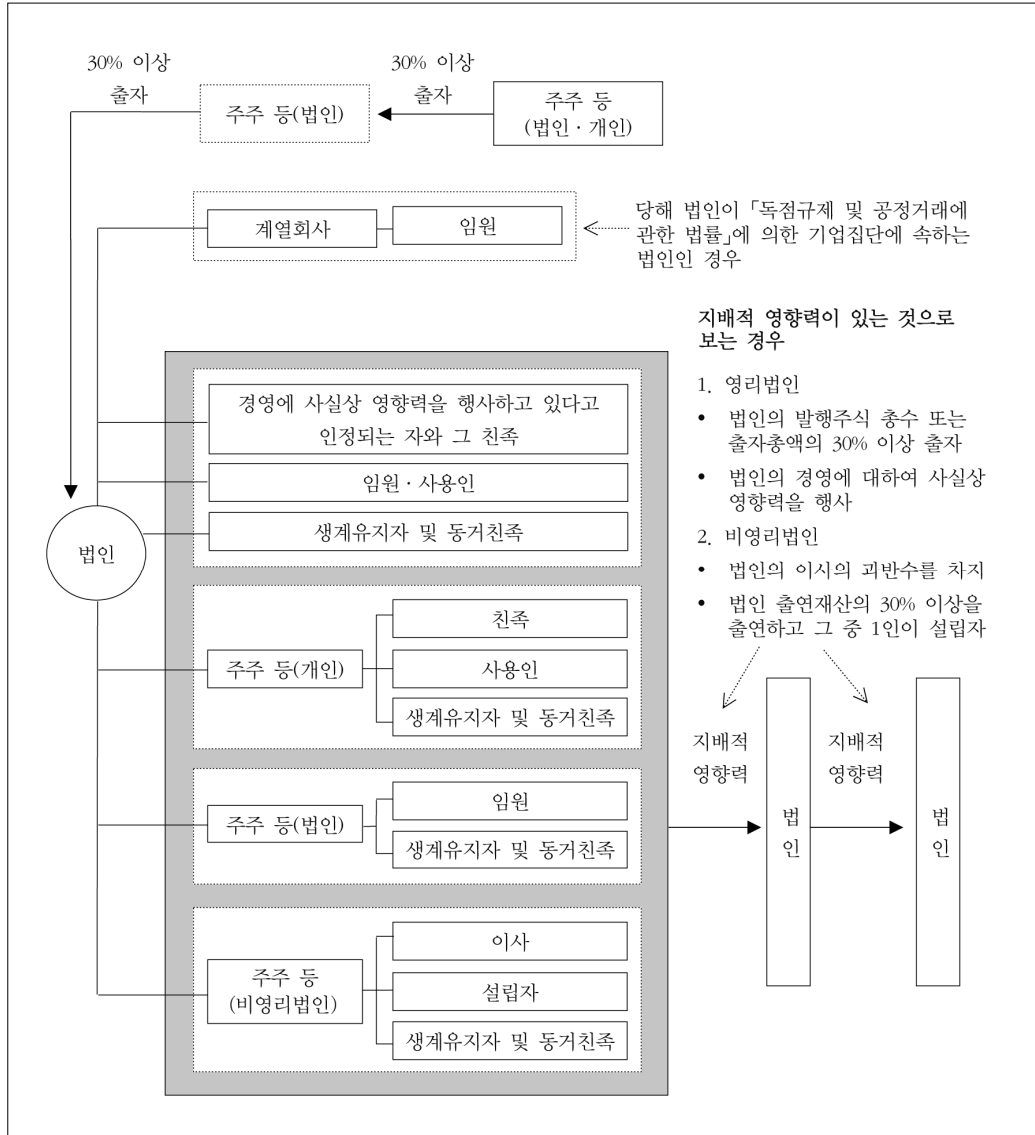 30% 이상
출자
30% 이상
출자
주주 등(법인)
주주 등
(법인 · 개인)
계열회사
임원
당해 법인이 「독점규제 및 공정거래에
관한 법률」에 의한 기업집단에 속하는
법인인 경우
지배적 영향력이 있는 것으로
보는 경우
1. 영리법인
• 법인의 발행주식 총수 또는
출자총액의 30% 이상 출자
• 법인의 경영에 대하여 사실상
영향력을 행사
2. 비영리법인
• 법인의 이시의 괴반수를 차지
• 법인 출연재산의 30% 이상을
출연하고 그 중 1인이 설립자
경영에 사실상 영향력을 행사하고 있다고
인정되는 자와 그 친족
임원 · 사용인
생계유지자 및 동거친족
법인
주주 등(개인)
친족
사용인
생계유지자 및 동거친족
주주 등(법인)
임원
생계유지자 및 동거친족
주주 등
(비영리법인)
이사
설립자
생계유지자 및 동거친족
지배적
영향력
법
인
지배적
영향력
법
인